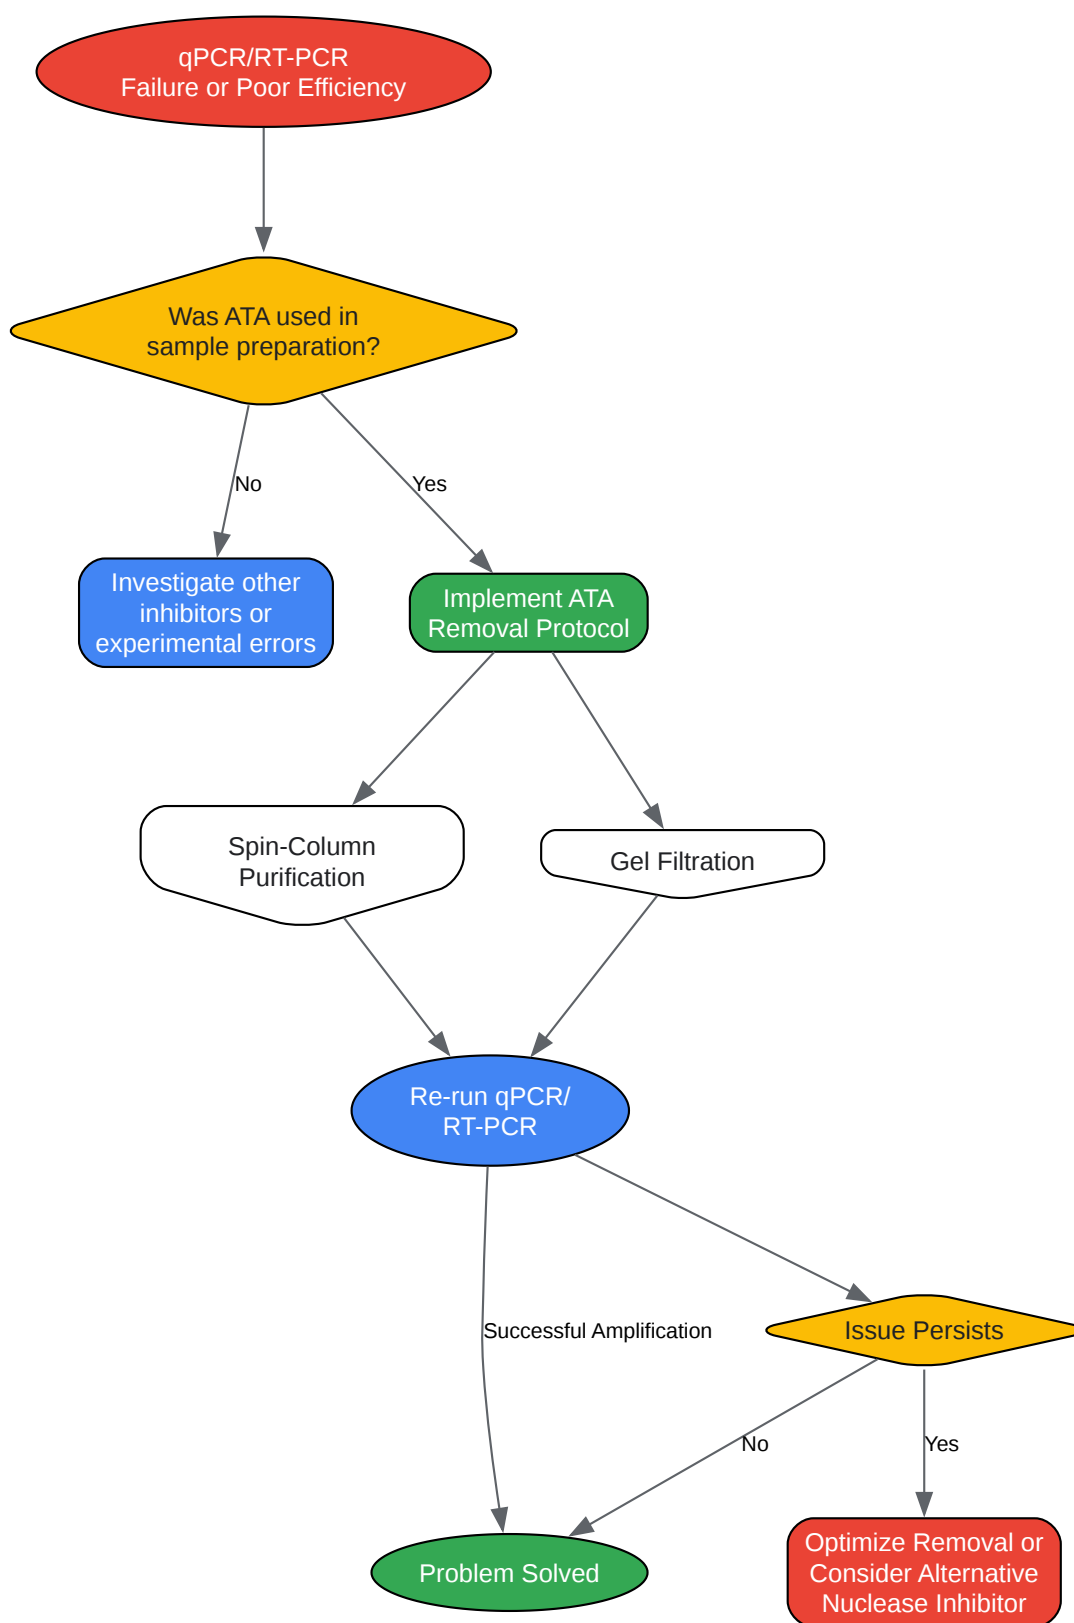 qPCR/RT-PCR
Failure or Poor Efficiency
Was ATA used in
sample preparation?
No
Yes
Investigate other
inhibitors or
experimental errors
Implement ATA
Removal Protocol
Spin-Column
Purification
Gel Filtration
Re-run qPCR/
RT-PCR
Successful Amplification
Issue Persists
No
Yes
Problem Solved
Optimize Removal or
Consider Alternative
Nuclease Inhibitor